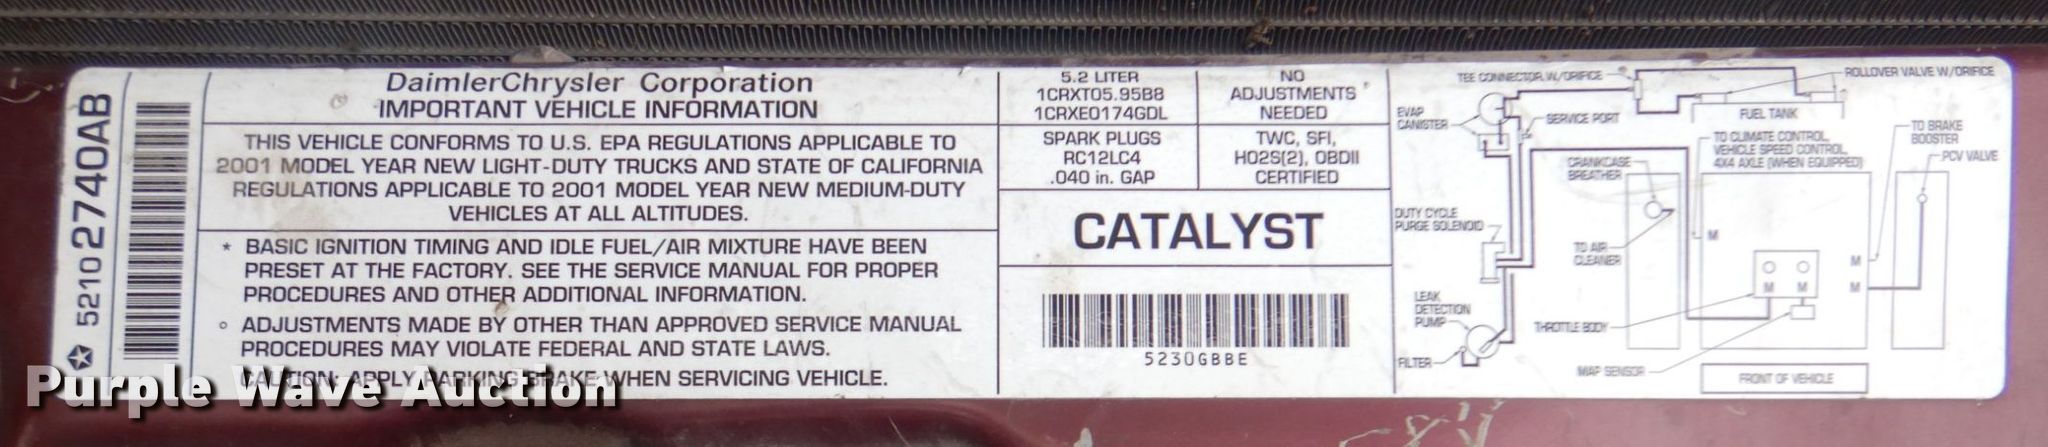 52102740AB
DaimlerChrysler Corporation
IMPORTANT VEHICLE INFORMATION
THIS VEHICLE CONFORMS TO U.S. EPA REGULATIONS APPLICABLE TO
2001 MODEL YEAR NEW LIGHT-DUTY TRUCKS AND STATE OF CALIFORNIA
REGULATIONS APPLICABLE TO 2001 MODEL YEAR NEW MEDIUM-DUTY
VEHICLES AT ALL ALTITUDES.
* BASIC IGNITION TIMING AND IDLE FUEL/AIR MIXTURE HAVE BEEN
PRESET AT THE FACTORY. SEE THE SERVICE MANUAL FOR PROPER
PROCEDURES AND OTHER ADDITIONAL INFORMATION.
° ADJUSTMENTS MADE BY OTHER THAN APPROVED SERVICE MANUAL
PROCEDURES MAY VIOLATE FEDERAL AND STATE LAWS.
CAUTION: APPLY PARKING BRAKE WHEN SERVICING VEHICLE.
5.2 LITER
1CRXT05.95B8
1CRXE0174GDL
NO
ADJUSTMENTS
NEEDED
SPARK PLUGS
RC12LC4
.040 in. GAP
TWC, SFI,
HO2S(2), OBDII
CERTIFIED
CATALYST
5230GBBE
TEE CONNECTOR W/ORIFICE
ROLLOVER VALVE W/ORIFICE
EVAP
CANISTER
SERVICE PORT
FUEL TANK
TO CLIMATE CONTROL,
VEHICLE SPEED CONTROL,
4X4 AXLE (WHEN EQUIPPED)
TO BRAKE
BOOSTER
PCV VALVE
CRANKCASE
BREATHER
DUTY CYCLE
PURGE SOLENOID
TO AIR
CLEANER
M
M
M M
M
LEAK
DETECTION
PUMP
THROTTLE BODY
FILTER
MAP SENSOR
FRONT OF VEHICLE
Purple Wave Auction